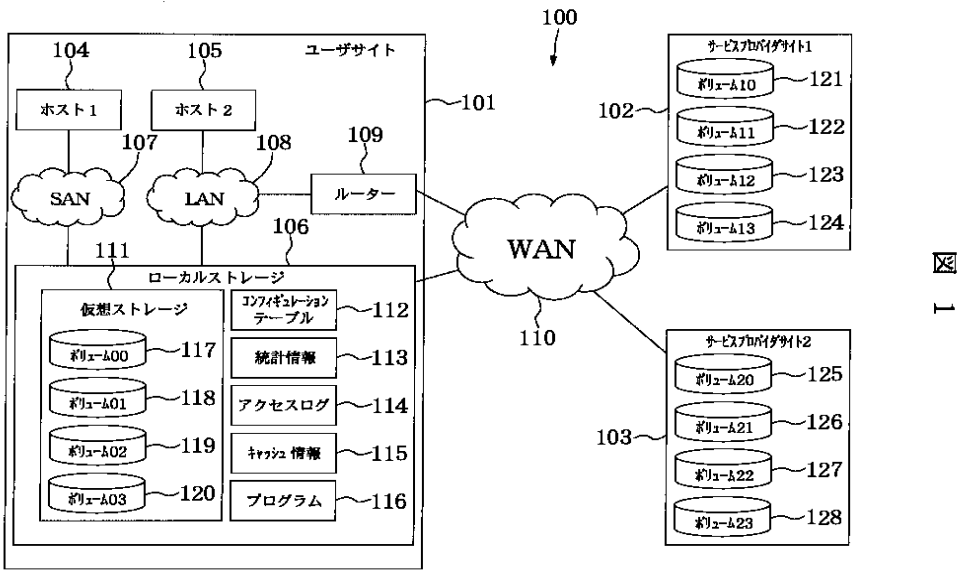 100
ユーザサイト
104
ホスト1
105
ホスト2
101
107
SAN
108
LAN
109
ルーター
106
ローカルストレージ
111
仮想ストレージ
ボリューム00
117
ボリューム01
118
ボリューム02
119
ボリューム03
120
コンフィギュレーション
テーブル
112
統計情報
113
アクセスログ
114
キャッシュ情報
115
プログラム
116
WAN
110
サービスプロバイダサイト1
102
ボリューム10
121
ボリューム11
122
ボリューム12
123
ボリューム13
124
サービスプロバイダサイト2
103
ボリューム20
125
ボリューム21
126
ボリューム22
127
ボリューム23
128
図1